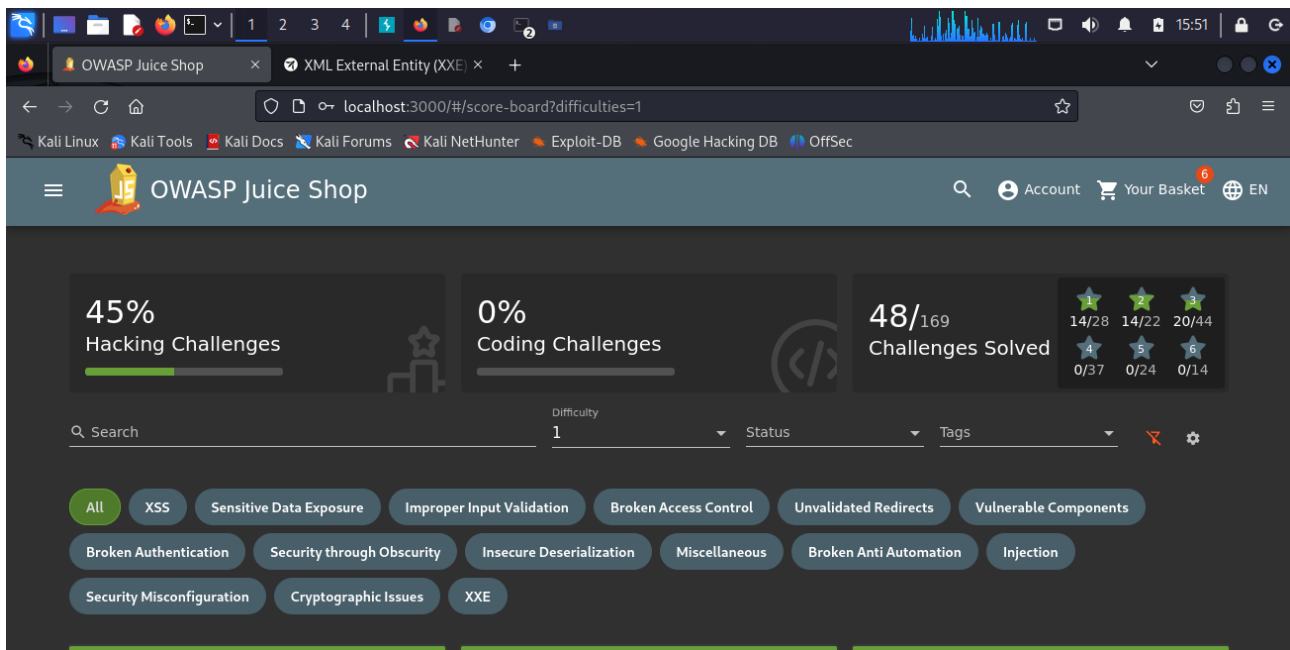 1 2 3 4 2 15:51
OWASP Juice Shop × XML External Entity (XXE) × +
localhost:3000/#/score-board?difficulties=1
Kali Linux Kali Tools Kali Docs Kali Forums Kali NetHunter Exploit-DB Google Hacking DB OffSec
OWASP Juice Shop Account Your Basket 6 EN
45%
Hacking Challenges
0%
Coding Challenges
48/169
Challenges Solved
1 2 3
14/28 14/22 20/44
4 5 6
0/37 0/24 0/14
Search
Difficulty
1
Status
Tags
All XSS Sensitive Data Exposure Improper Input Validation Broken Access Control Unvalidated Redirects Vulnerable Components
Broken Authentication Security through Obscurity Insecure Deserialization Miscellaneous Broken Anti Automation Injection
Security Misconfiguration Cryptographic Issues XXE